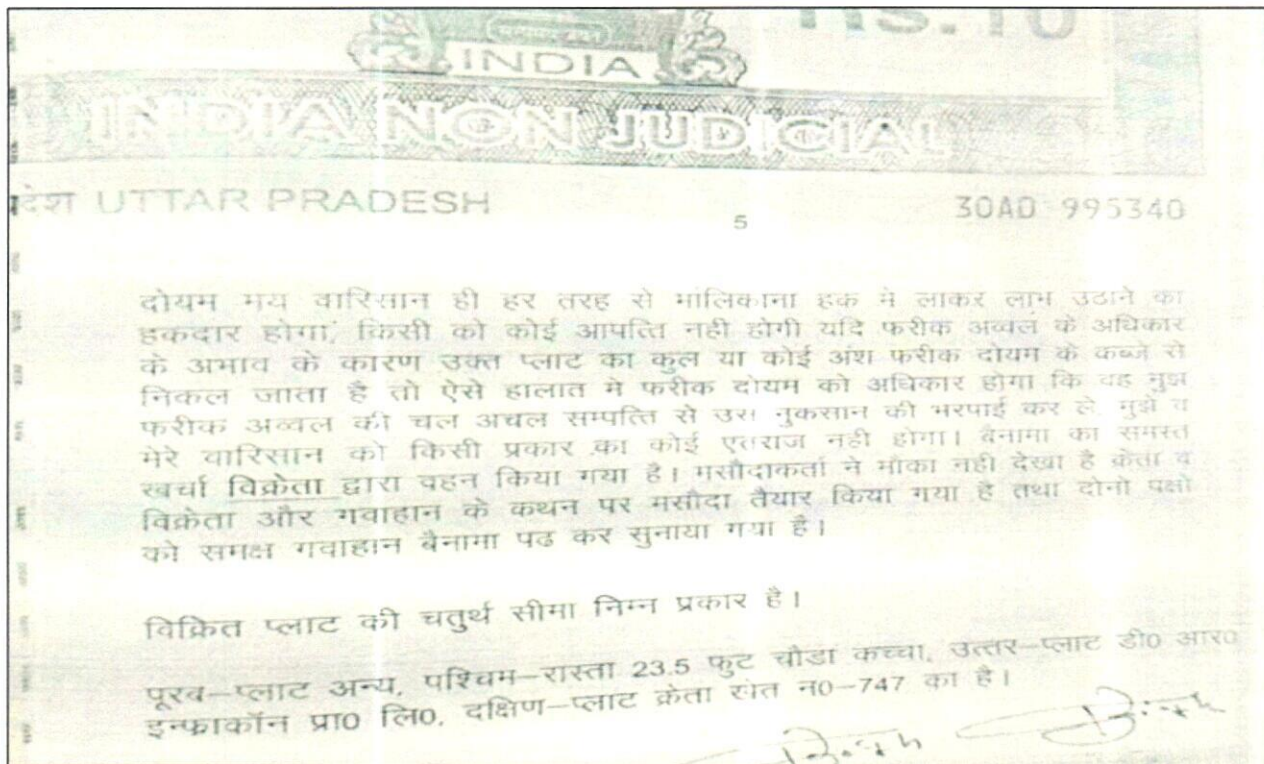 Rs.10
INDIA
INDIA NON JUDICIAL
देश UTTAR PRADESH
30AD 995340
5
दोयम मय वारिसान ही हर तरह से मालिकाना हक मे लाकर लाभ उठाने का
हकदार होगा, किसी को कोई आपत्ति नही होगी यदि फरीक अव्वल के अधिकार
के अभाव के कारण उक्त प्लाट का कुल या कोई अंश फरीक दोयम के कब्जे से
निकल जाता है तो ऐसे हालात मे फरीक दोयम को अधिकार होगा कि वह मुझ
फरीक अव्वल की चल अचल सम्पत्ति से उस नुकसान की भरपाई कर ले, मुझे व
मेरे वारिसान को किसी प्रकार का कोई एतराज नही होगा। बैनामा का समस्त
खर्चा विक्रेता द्वारा वहन किया गया है। मसौदाकर्ता ने मौका नही देखा है क्रेता व
विक्रेता और गवाहान के कथन पर मसौदा तैयार किया गया है तथा दोनो पक्षो
को समक्ष गवाहान बैनामा पढ कर सुनाया गया है।
विक्रित प्लाट की चतुर्थ सीमा निम्न प्रकार है।
पूरब–प्लाट अन्य, पश्चिम–रास्ता 23.5 फुट चौडा कच्चा, उत्तर–प्लाट डी0 आर0
इन्फ्राकॉन प्रा0 लि0, दक्षिण–प्लाट क्रेता खेत न0–747 का है।